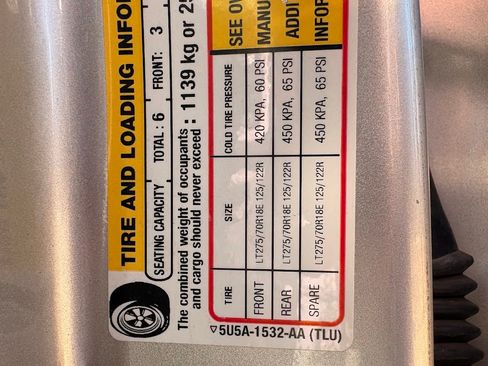 TIRE AND LOADING INFOR
SEATING CAPACITY TOTAL : 6 FRONT: 3
The combined weight of occupants
and cargo should never exceed : 1139 kg or 25
TIRE SIZE COLD TIRE PRESSURE SEE OW
FRONT LT275/70R18E 125/122R 420 KPA, 60 PSI MANU
REAR LT275/70R18E 125/122R 450 KPA, 65 PSI ADDI
SPARE LT275/70R18E 125/122R 450 KPA, 65 PSI INFOR
▽5U5A-1532-AA (TLU)